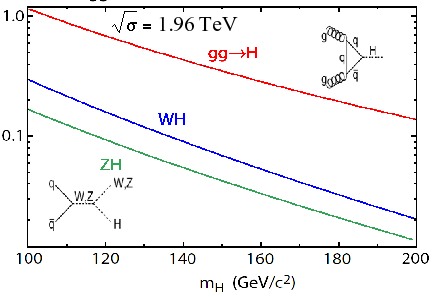 1.0
√σ = 1.96 TeV
gg→H
g
q
q
H
g
q̄
0.1
WH
ZH
q
W,Z
W,Z
q̄
H
100 120 140 160 180 200
m_H (GeV/c²)